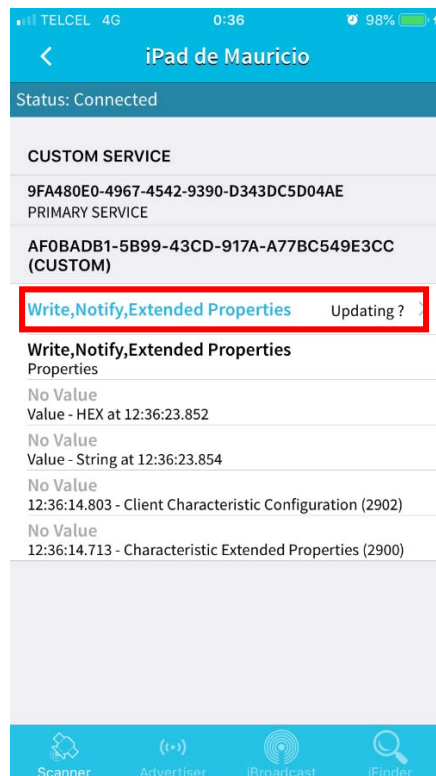 TELCEL 4G 0:36 98%
iPad de Mauricio
Status: Connected
CUSTOM SERVICE
9FA480E0-4967-4542-9390-D343DC5D04AE
PRIMARY SERVICE
AF0BADB1-5B99-43CD-917A-A77BC549E3CC
(CUSTOM)
Write,Notify,Extended Properties Updating ?
Write,Notify,Extended Properties
Properties
No Value
Value - HEX at 12:36:23.852
No Value
Value - String at 12:36:23.854
No Value
12:36:14.803 - Client Characteristic Configuration (2902)
No Value
12:36:14.713 - Characteristic Extended Properties (2900)
Scanner Advertiser iBroadcast iFinder